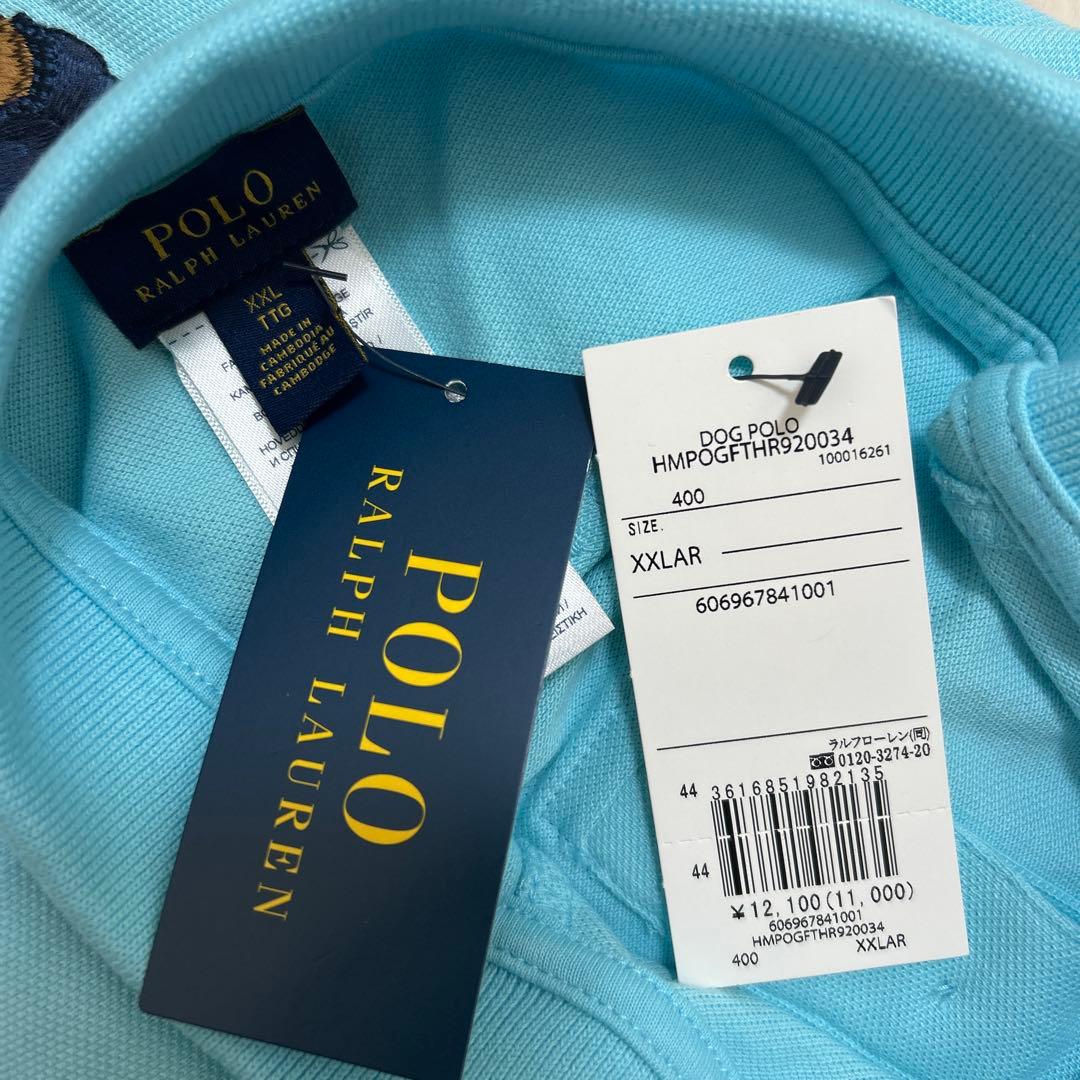 POLO
RALPH LAUREN
XXL
TTG
MADE IN
CAMBODIA
FABRIQUÉ AU
CAMBODGE
HOVEDD
POLO
RALPH LAUREN
DOG POLO
HMPOGFTHR920034
100016261
400
SIZE.
XXLAR
606967841001
ラルフローレン(同)
0120-3274-20
44 3616851982135
44
¥12,100(11,000)
606967841001
HMPOGFTHR920034
400 XXLAR